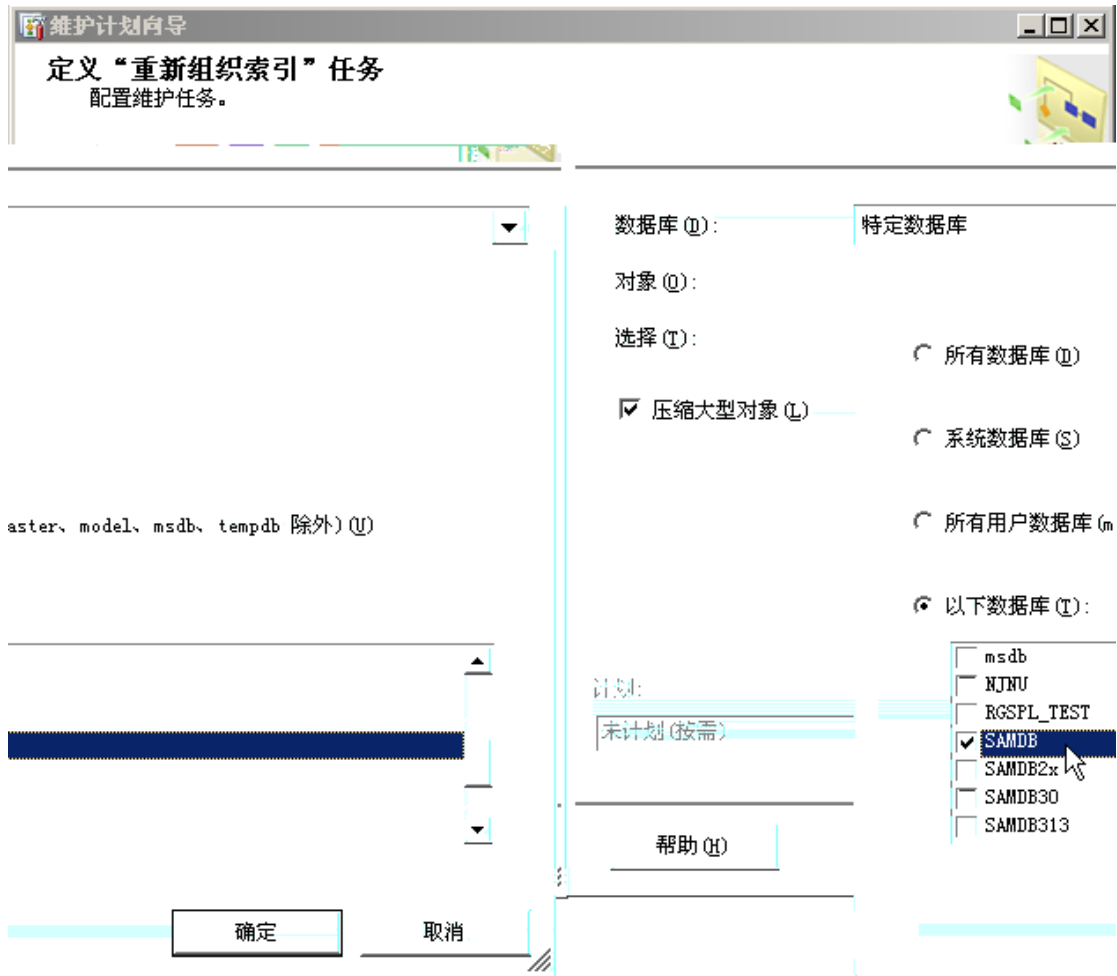 维护计划向导
定义“重新组织索引”任务
配置维护任务。
数据库(D):
特定数据库
对象(O):
选择(T):
所有数据库(D)
压缩大型对象(L)
系统数据库(S)
aster、model、msdb、tempdb 除外)(U)
所有用户数据库(m
以下数据库(T):
msdb
NJNU
RGSPL_TEST
SAMDB
SAMDB2x
SAMDB30
SAMDB313
计划:
未计划(按需)
帮助(H)
确定
取消